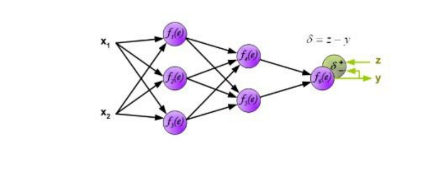 δ = z − y
x₁
x₂
f₁(e)
f₂(e)
f₃(e)
f₄(e)
f₅(e)
f₆(e)
δ
z
y